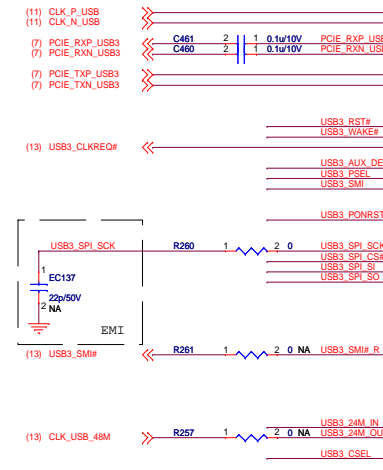 (11) CLK_P_USB
(11) CLK_N_USB
(7) PCIE_RXP_USB3 C461 2 1 0.1u/10V PCIE_RXP_USB
(7) PCIE_RXN_USB3 C460 2 1 0.1u/10V PCIE_RXN_USB
(7) PCIE_TXP_USB3
(7) PCIE_TXN_USB3
USB3_RST#
USB3_WAKE#
(13) USB3_CLKREQ#
USB3_AUX_DE
USB3_PSEL
USB3_SMI
USB3_PONRST
USB3_SPI_SCK R260 1 2 0 USB3_SPI_SCK
USB3_SPI_CS#
USB3_SPI_SI
USB3_SPI_SO
1
EC137
22p/50V
2 NA
EMI
(13) USB3_SMI# R261 1 2 0 NA USB3_SMI#_R
USB3_24M_IN
(13) CLK_USB_48M R257 1 2 0 NA USB3_24M_OU
USB3_CSEL